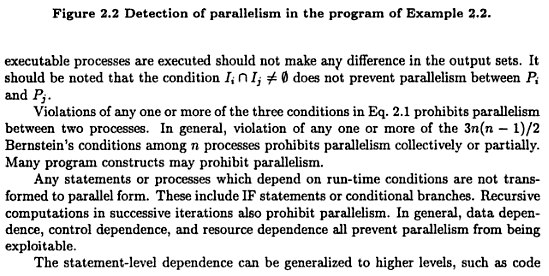 Figure 2.2 Detection of parallelism in the program of Example 2.2.
executable processes are executed should not make any difference in the output sets. It
should be noted that the condition Iᵢ ∩ Iⱼ ≠ ∅ does not prevent parallelism between Pᵢ
and Pⱼ.
Violations of any one or more of the three conditions in Eq. 2.1 prohibits parallelism
between two processes. In general, violation of any one or more of the 3n(n − 1)/2
Bernstein's conditions among n processes prohibits parallelism collectively or partially.
Many program constructs may prohibit parallelism.
Any statements or processes which depend on run-time conditions are not trans-
formed to parallel form. These include IF statements or conditional branches. Recursive
computations in successive iterations also prohibit parallelism. In general, data depen-
dence, control dependence, and resource dependence all prevent parallelism from being
exploitable.
The statement-level dependence can be generalized to higher levels, such as code